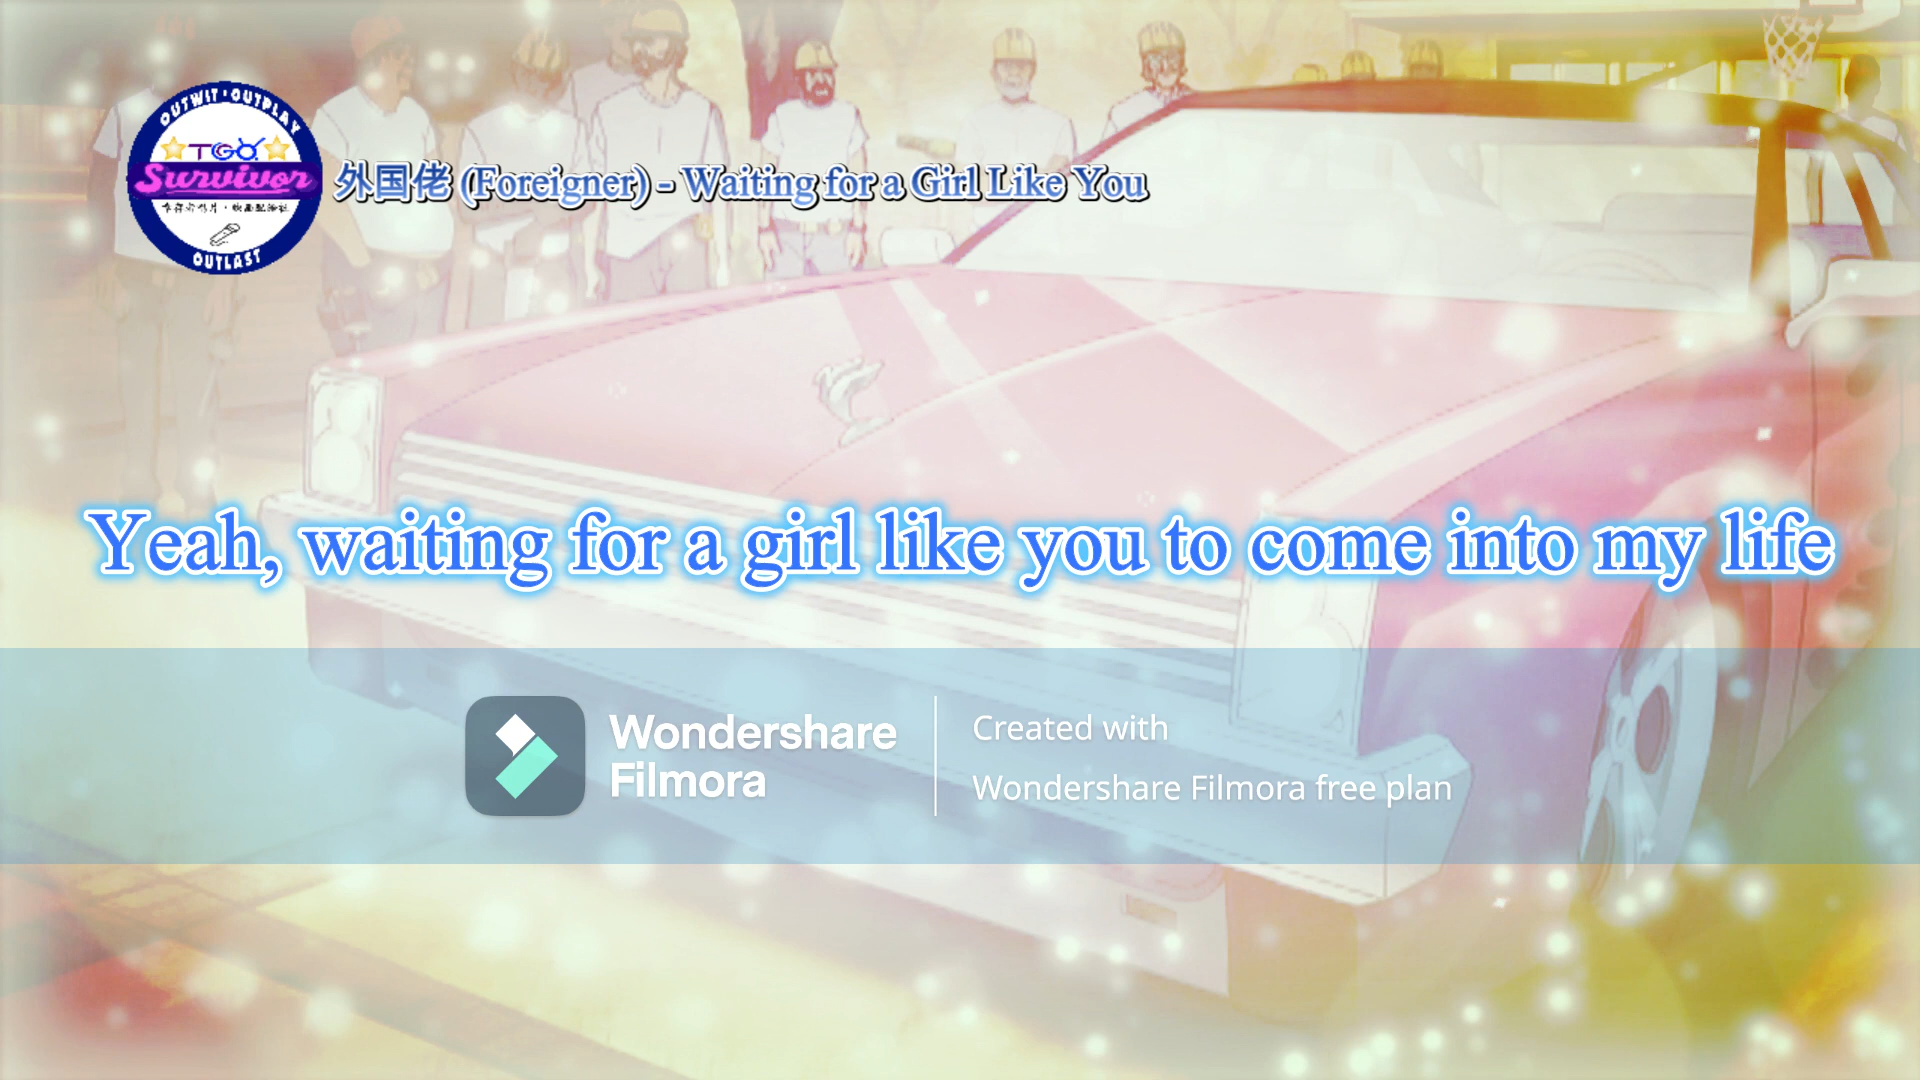 OUTWIT · OUTPLAY
TGO
Survivor
OUTLAST
外国佬 (Foreigner) - Waiting for a Girl Like You
Yeah, waiting for a girl like you to come into my life
Wondershare
Filmora
Created with
Wondershare Filmora free plan